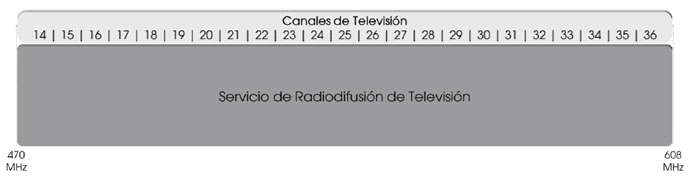 Canales de Televisión
14 | 15 | 16 | 17 | 18 | 19 | 20 | 21 | 22 | 23 | 24 | 25 | 26 | 27 | 28 | 29 | 30 | 31 | 32 | 33 | 34 | 35 | 36
Servicio de Radiodifusión de Televisión
470 608
MHz MHz